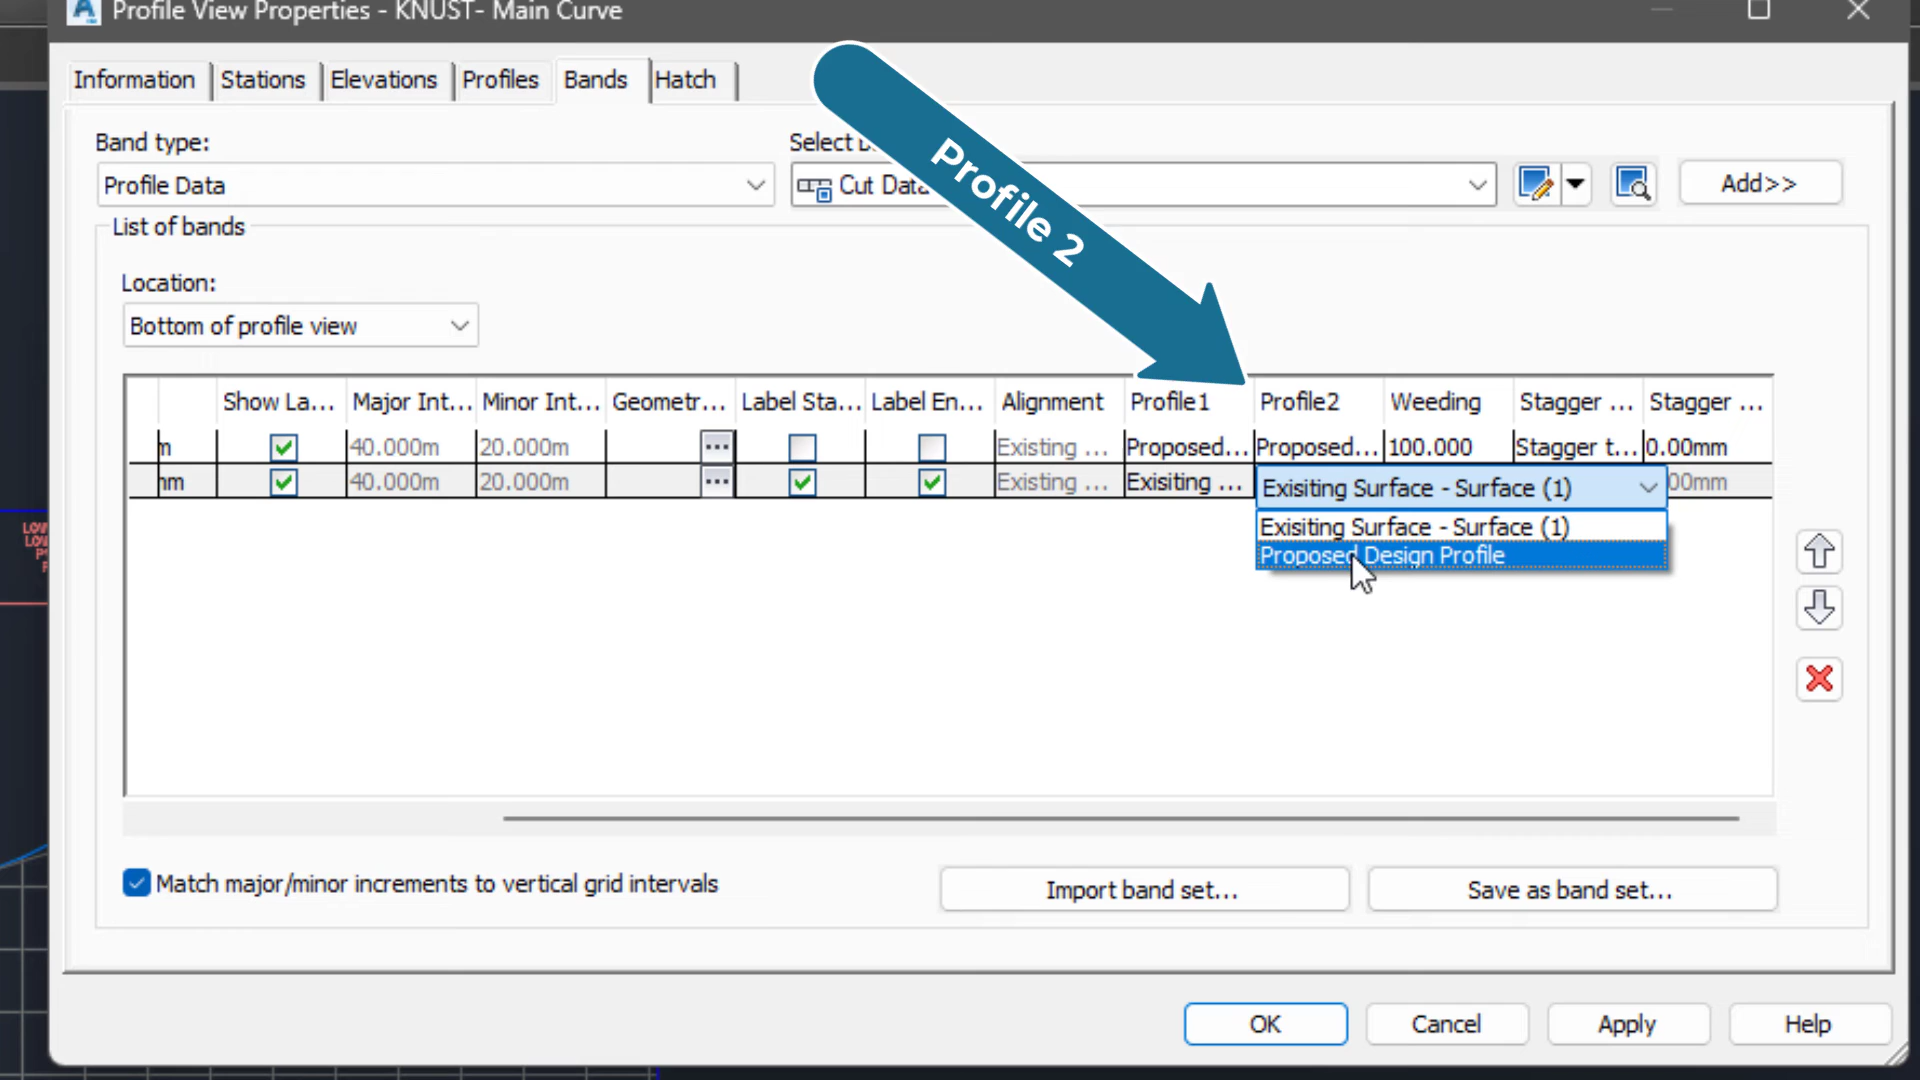 Profile View Properties - KNUST- Main Curve
Information Stations Elevations Profiles Bands Hatch
Band type:
Select
Profile Data
Cut Data
Add>>
Profile 2
List of bands
Location:
Bottom of profile view
Show La... Major Int... Minor Int... Geometr... Label Sta... Label En... Alignment Profile1 Profile2 Weeding Stagger ... Stagger ...
m 40.000m 20.000m ... Existing ... Proposed... Proposed... 100.000 Stagger t... 0.00mm
nm 40.000m 20.000m ... Existing ... Exisiting ... Exisiting Surface - Surface (1) 00mm
Exisiting Surface - Surface (1)
Proposed Design Profile
Match major/minor increments to vertical grid intervals
Import band set... Save as band set...
OK Cancel Apply Help